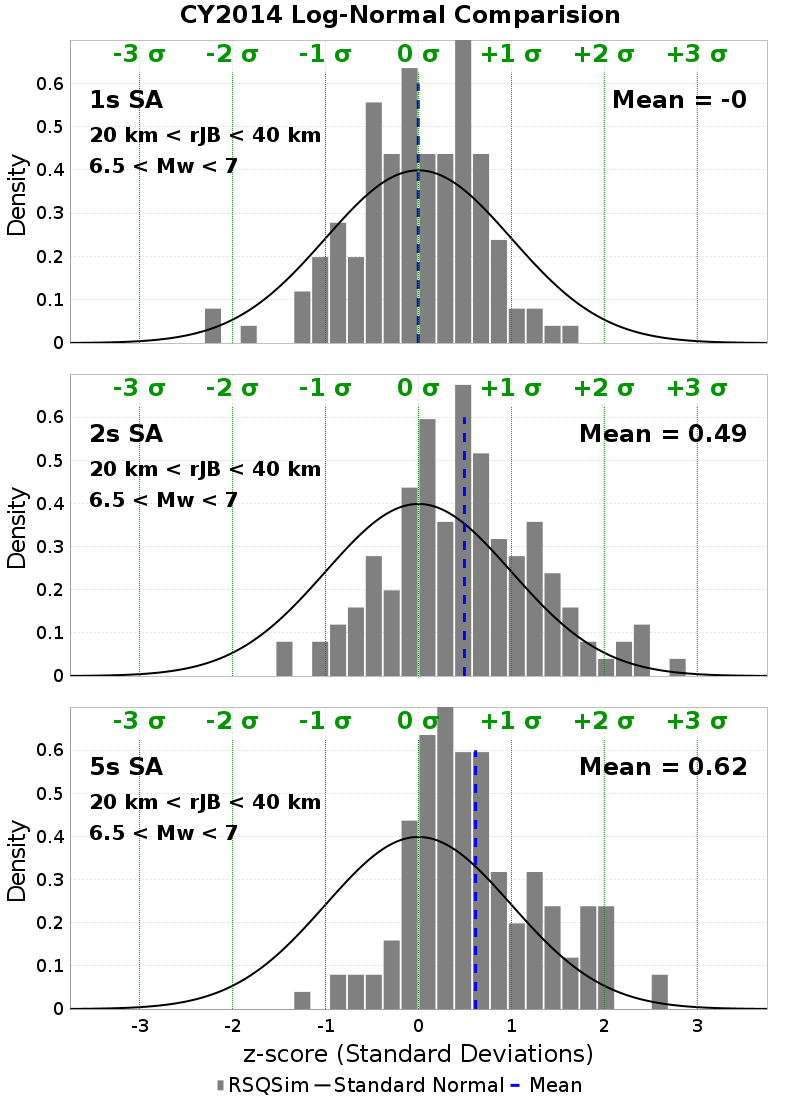 CY2014 Log-Normal Comparision
-3 σ -2 σ -1 σ 0 σ +1 σ +2 σ +3 σ
1s SA
Mean = -0
20 km < rJB < 40 km
6.5 < Mw < 7
0.6
0.5
0.4
0.3
0.2
0.1
0
Density
-3 σ -2 σ -1 σ 0 σ +1 σ +2 σ +3 σ
2s SA
Mean = 0.49
20 km < rJB < 40 km
6.5 < Mw < 7
0.6
0.5
0.4
0.3
0.2
0.1
0
Density
-3 σ -2 σ -1 σ 0 σ +1 σ +2 σ +3 σ
5s SA
Mean = 0.62
20 km < rJB < 40 km
6.5 < Mw < 7
0.6
0.5
0.4
0.3
0.2
0.1
0
Density
-3 -2 -1 0 1 2 3
z-score (Standard Deviations)
RSQSim Standard Normal Mean